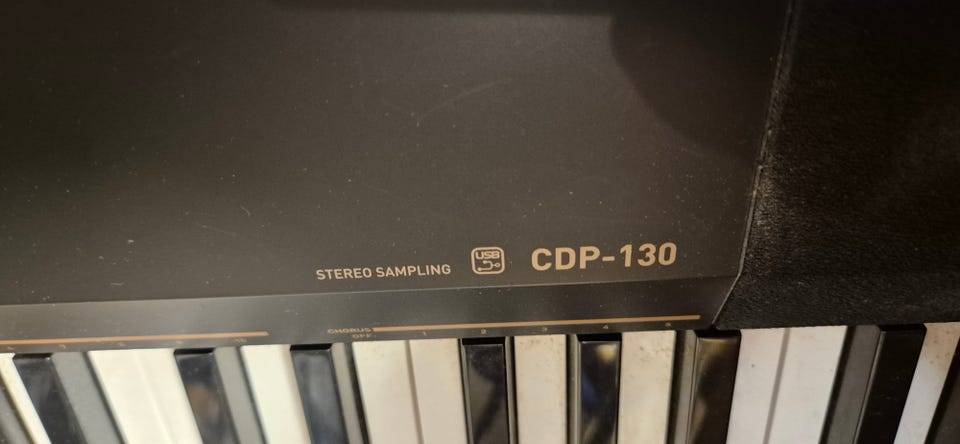 STEREO SAMPLING USB CDP-130
CHORUS
OFF 1 2 3 4 5